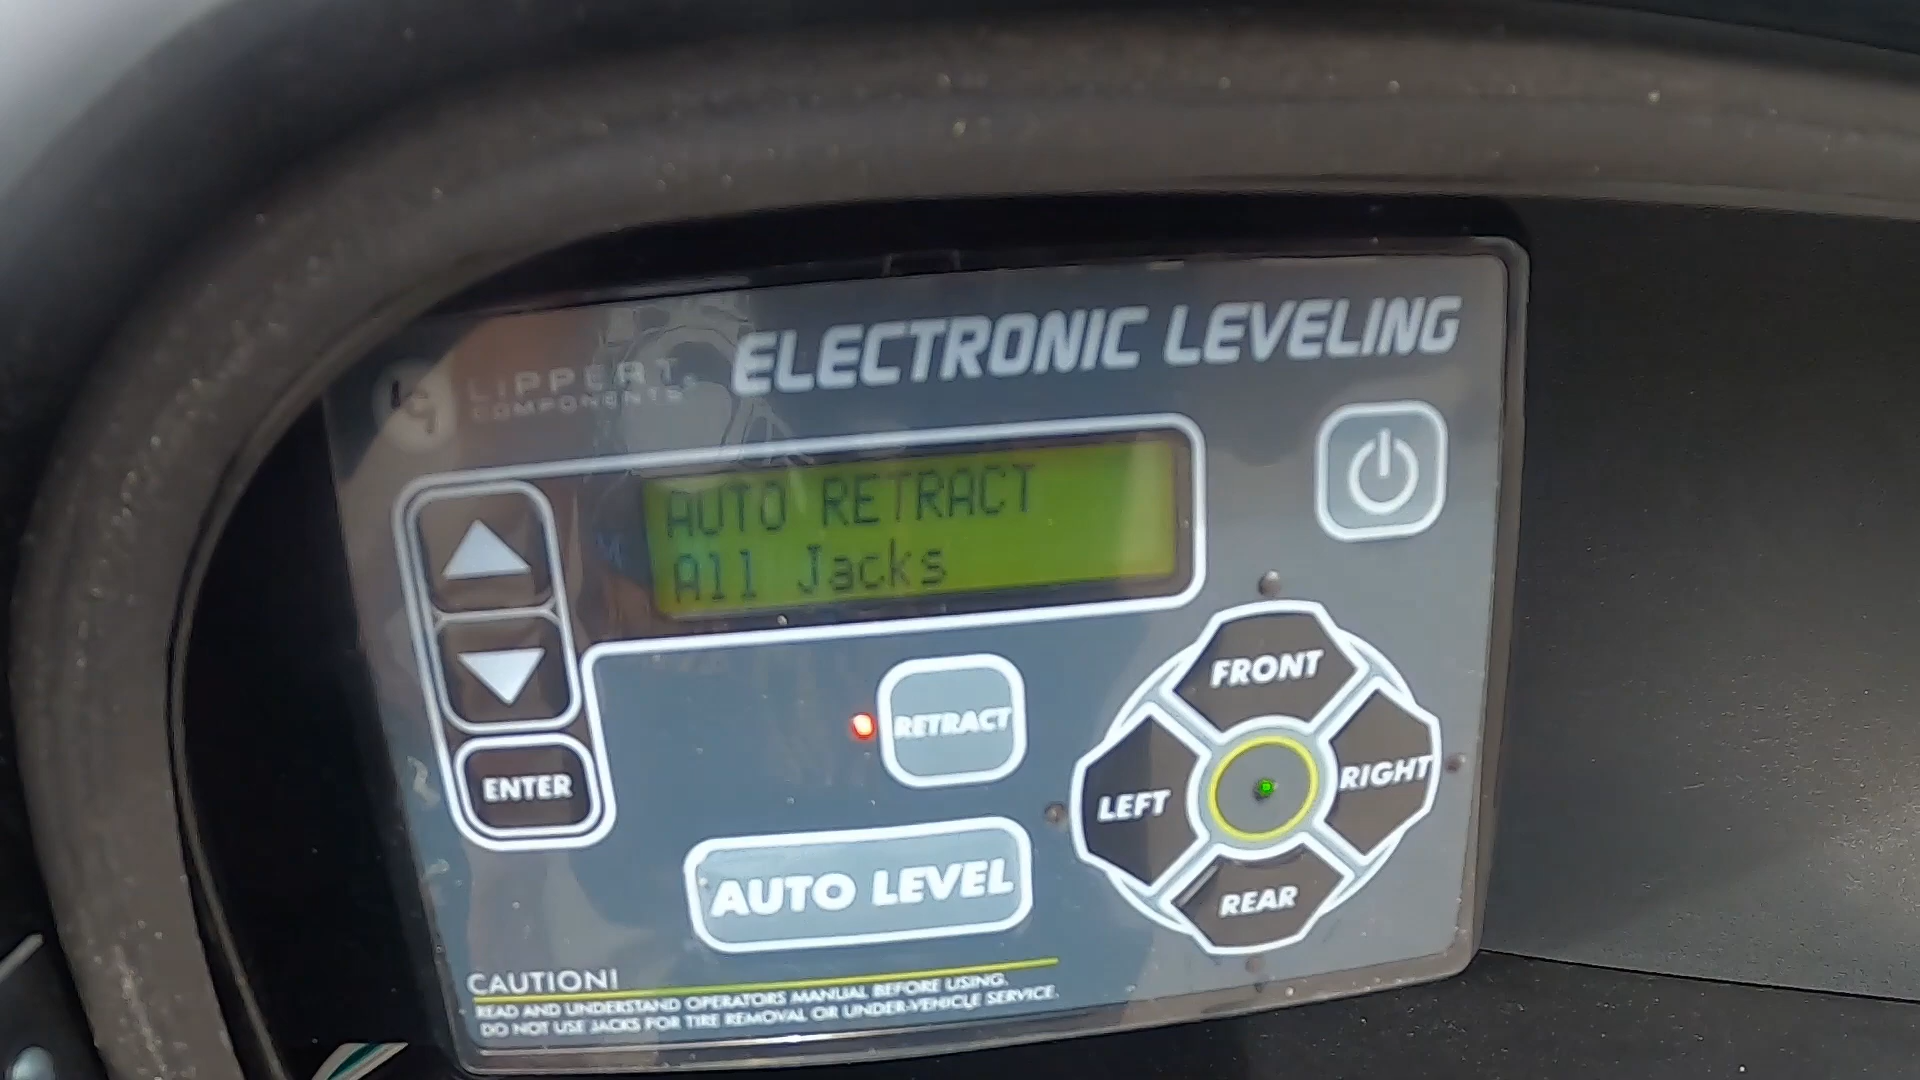 LIPPERT
COMPONENTS
ELECTRONIC LEVELING
AUTO RETRACT
All Jacks
ENTER
RETRACT
AUTO LEVEL
FRONT
LEFT
RIGHT
REAR
CAUTION!
READ AND UNDERSTAND OPERATORS MANUAL BEFORE USING.
DO NOT USE JACKS FOR TIRE REMOVAL OR UNDER-VEHICLE SERVICE.